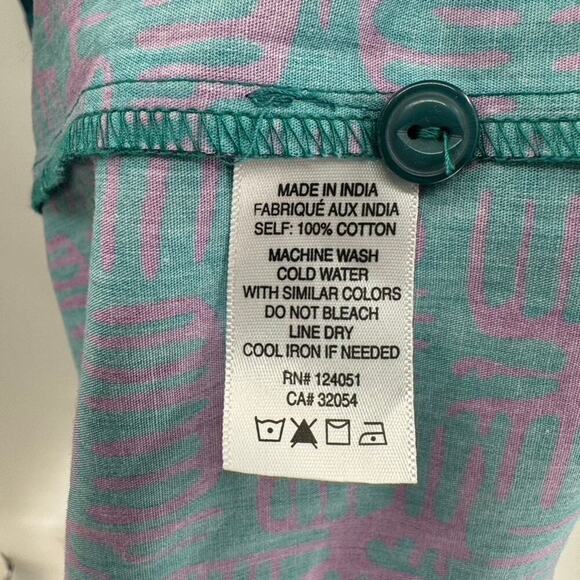 MADE IN INDIA
FABRIQUÉ AUX INDIA
SELF: 100% COTTON
MACHINE WASH
COLD WATER
WITH SIMILAR COLORS
DO NOT BLEACH
LINE DRY
COOL IRON IF NEEDED
RN# 124051
CA# 32054